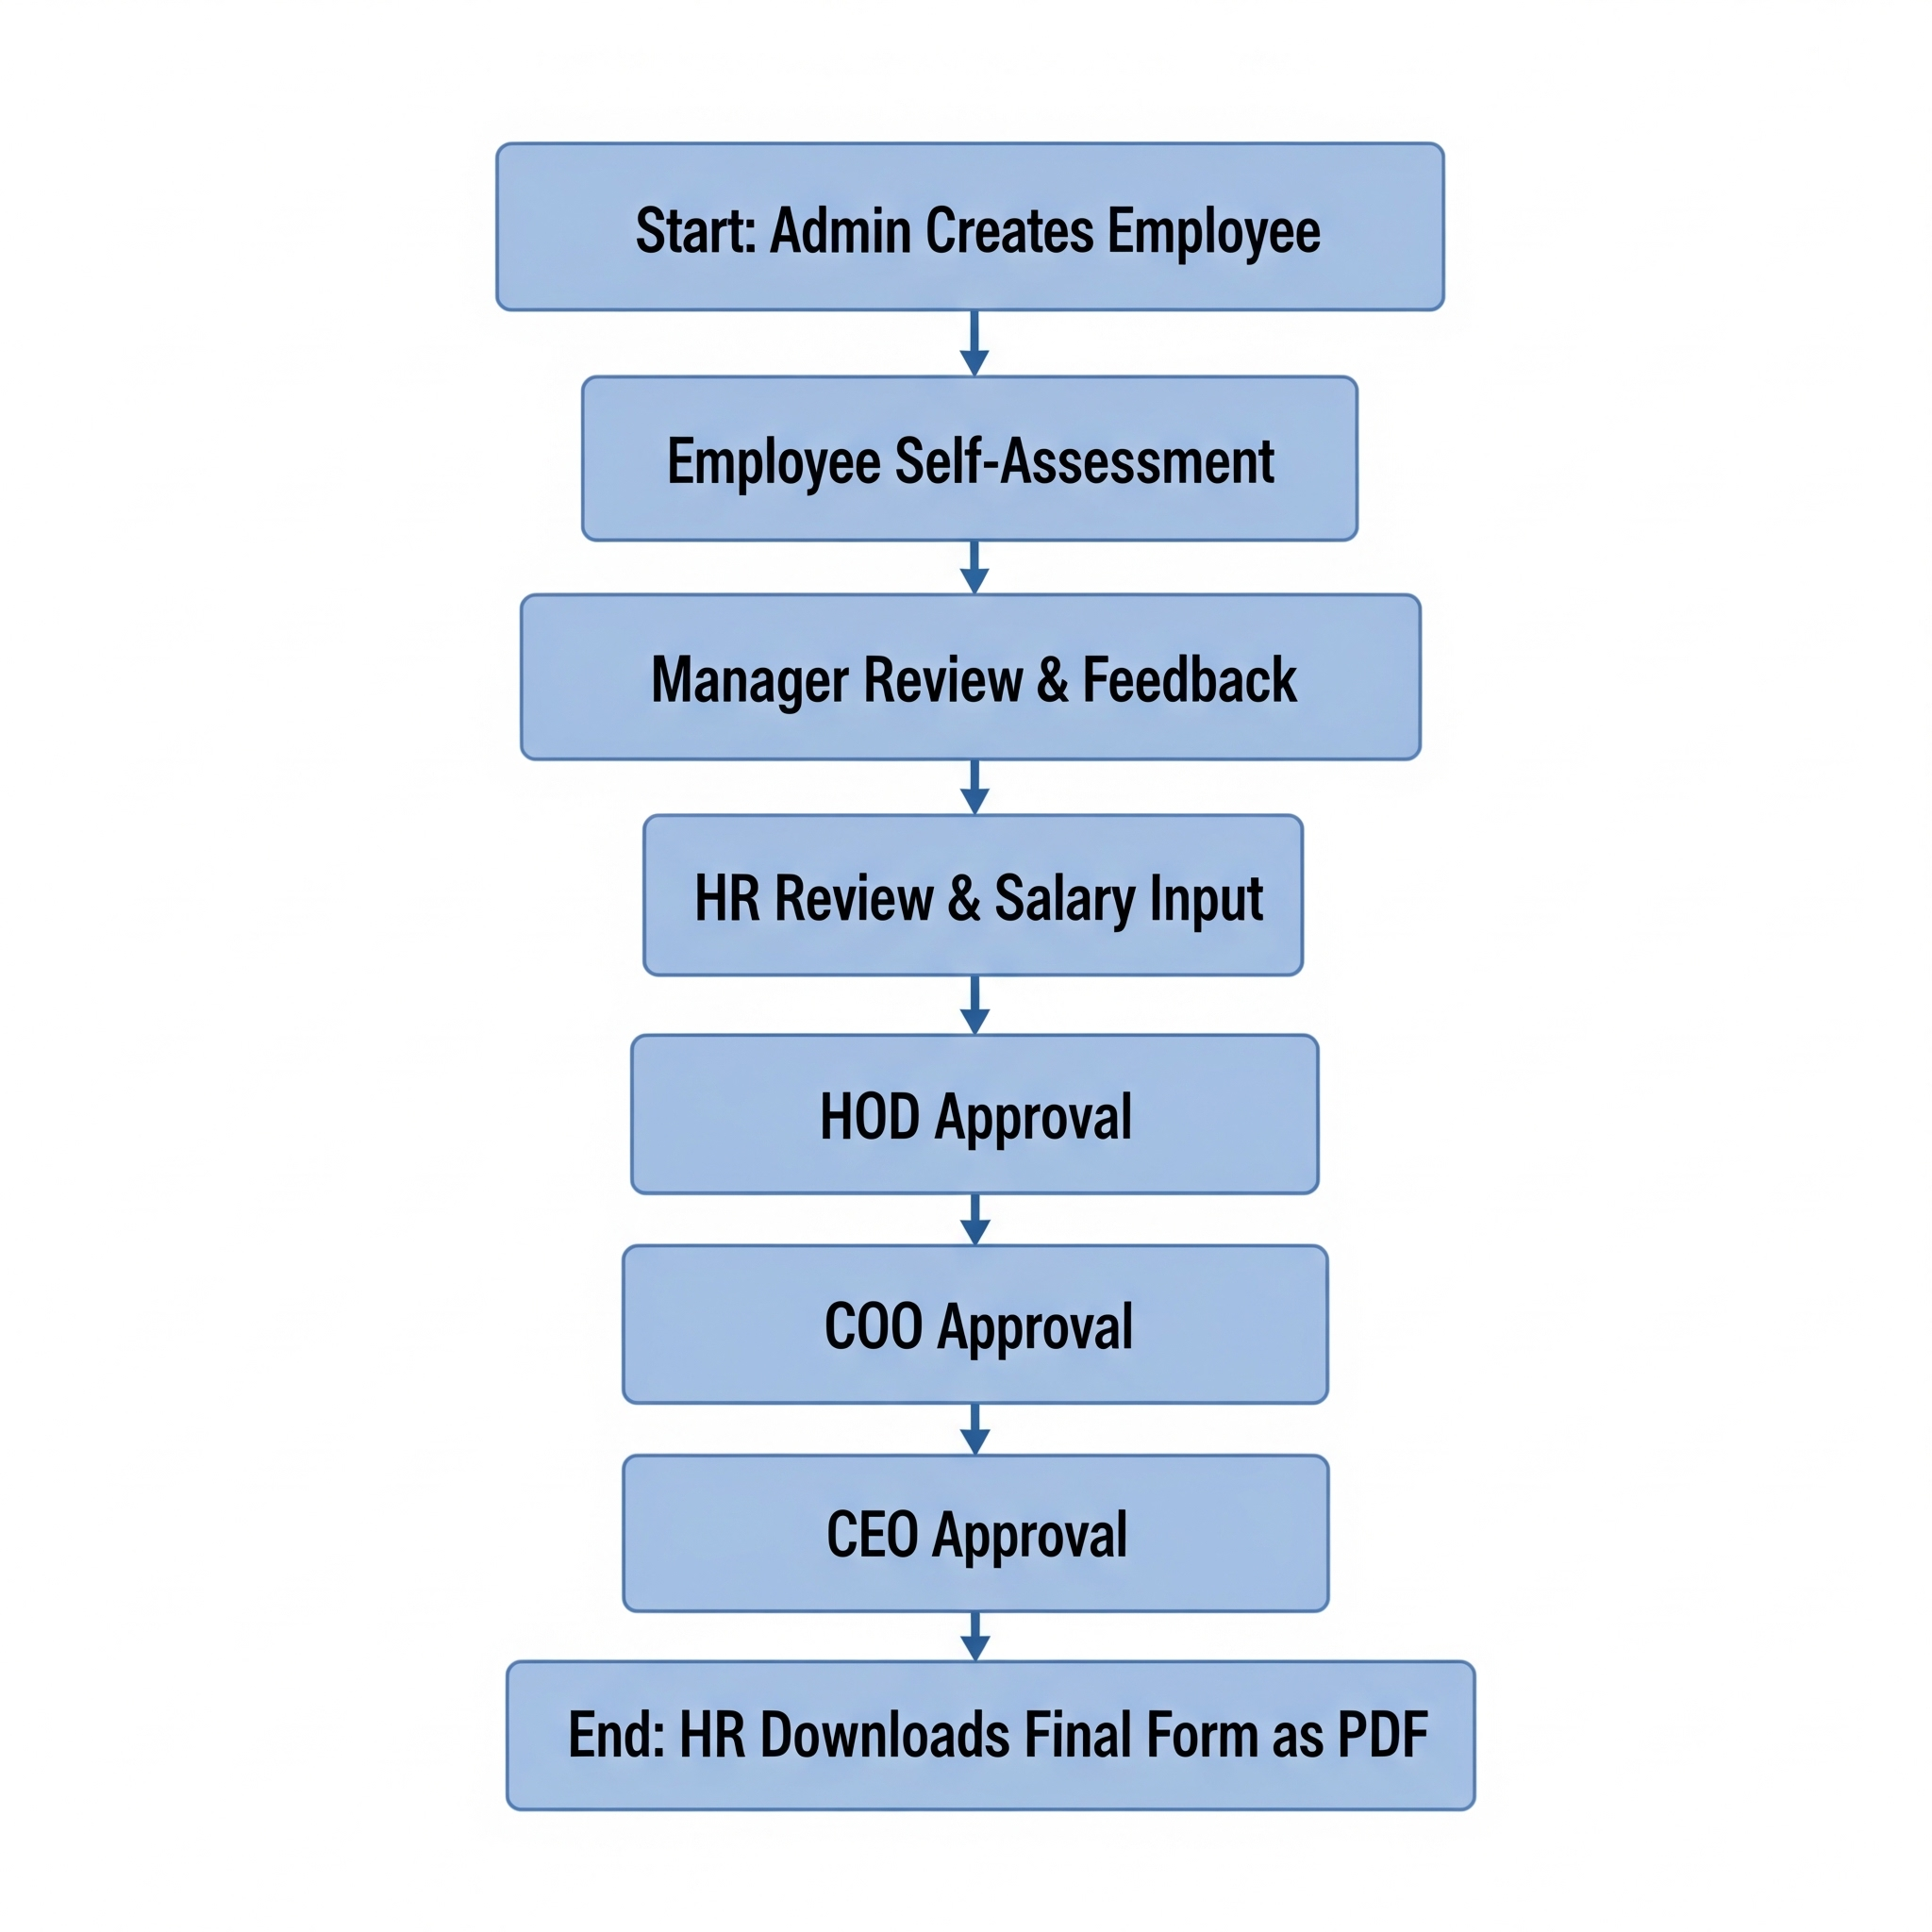 Start: Admin Creates Employee
Employee Self-Assessment
Manager Review & Feedback
HR Review & Salary Input
HOD Approval
COO Approval
CEO Approval
End: HR Downloads Final Form as PDF